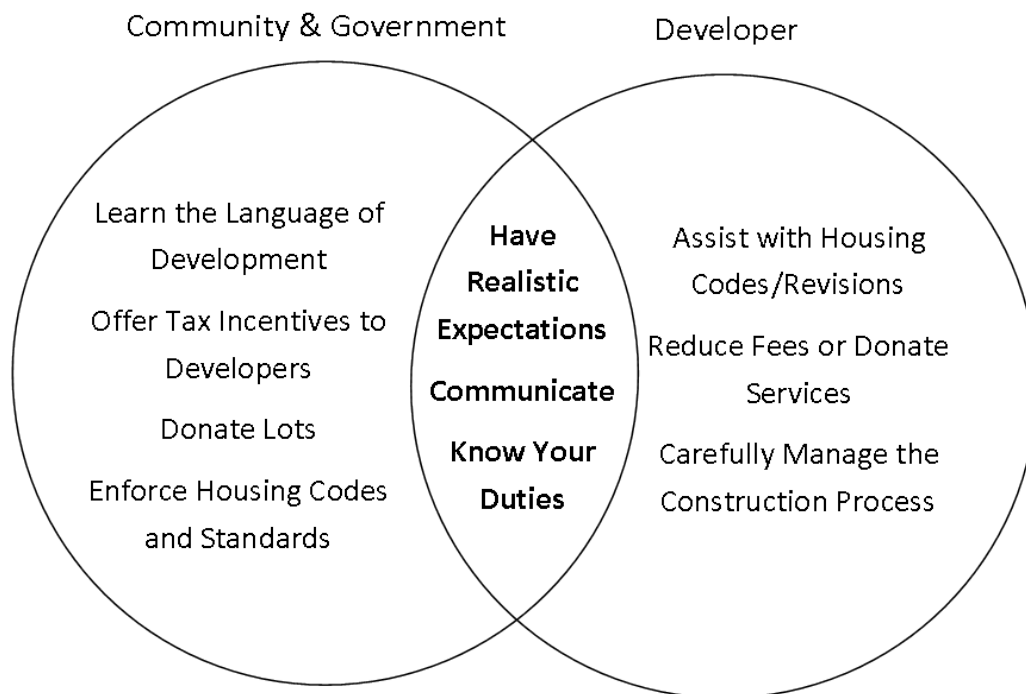 Community & Government
Developer
Learn the Language of
Development
Offer Tax Incentives to
Developers
Donate Lots
Enforce Housing Codes
and Standards
Have
Realistic
Expectations
Communicate
Know Your
Duties
Assist with Housing
Codes/Revisions
Reduce Fees or Donate
Services
Carefully Manage the
Construction Process